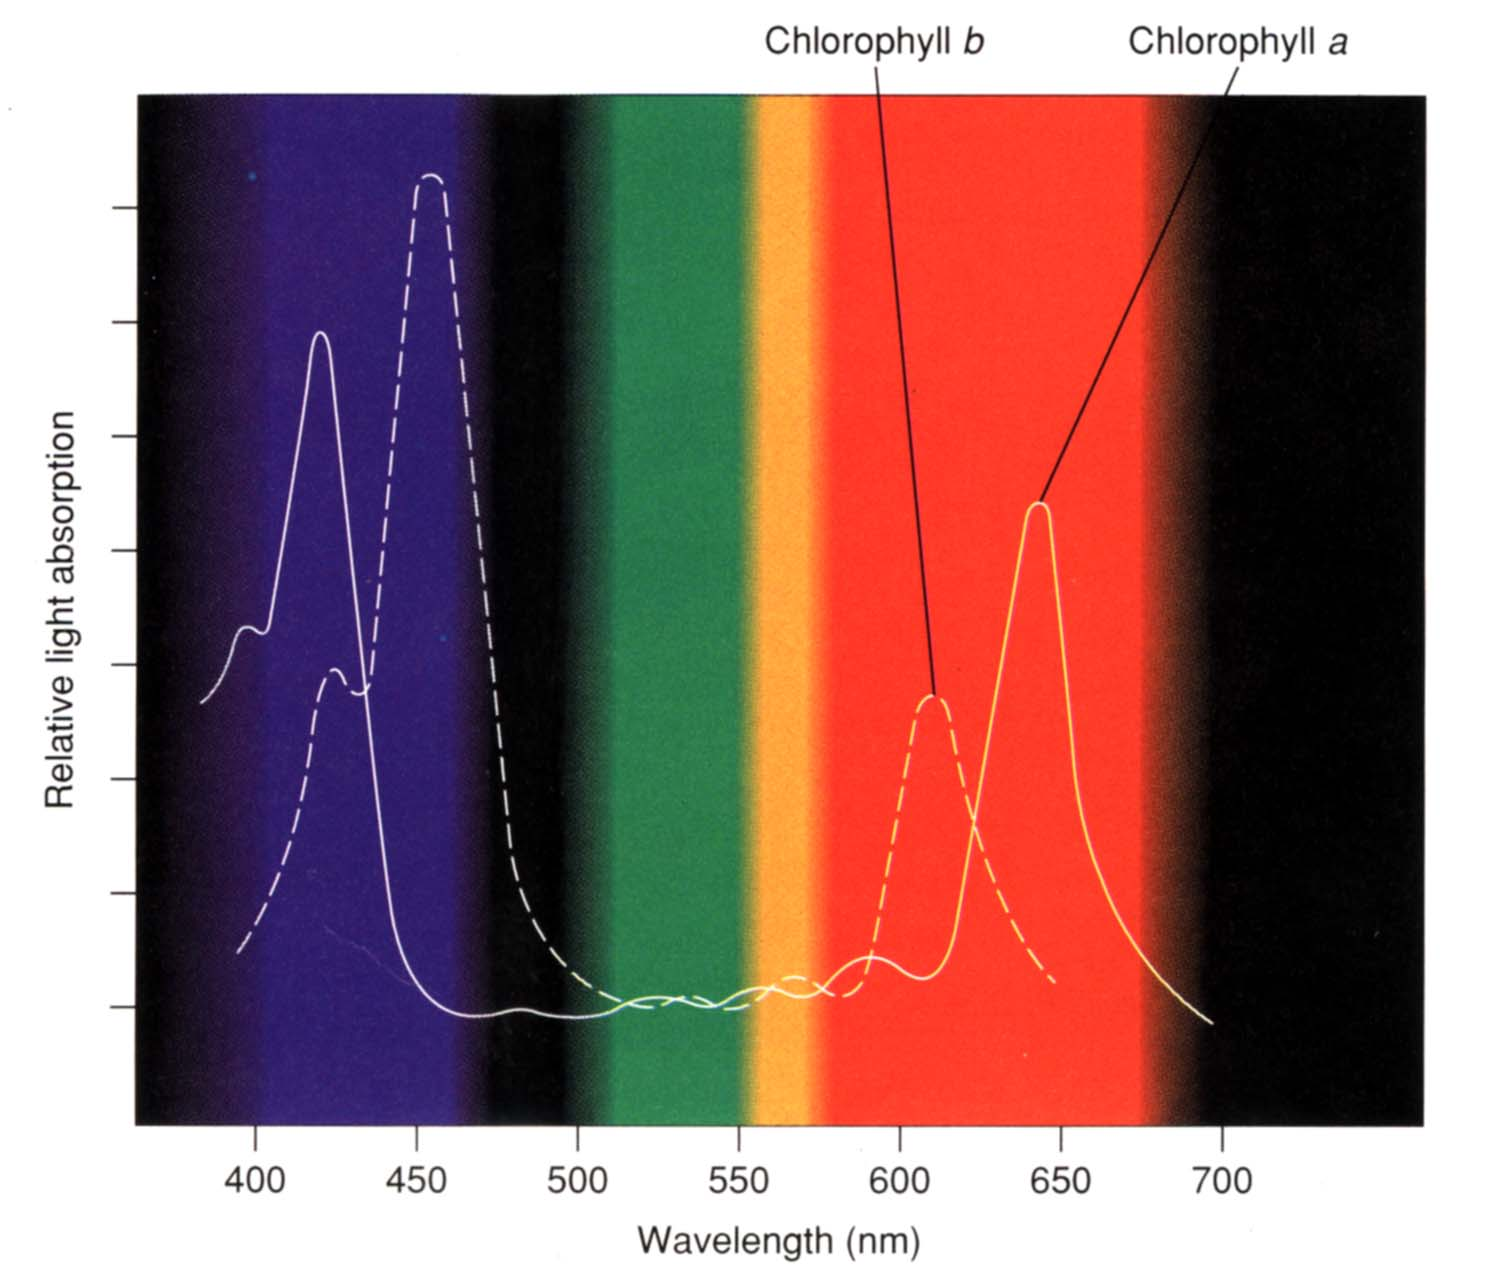 Chlorophyll b
Chlorophyll a
Relative light absorption
400 450 500 550 600 650 700
Wavelength (nm)